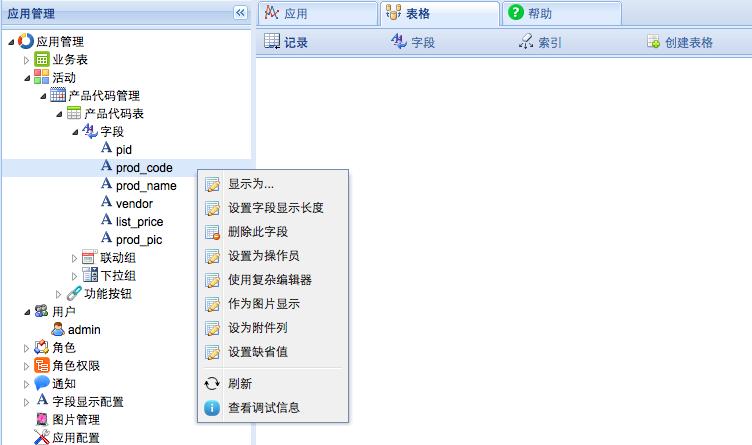 应用管理
应用
表格
帮助
记录
字段
索引
创建表格
应用管理
业务表
活动
产品代码管理
产品代码表
字段
pid
prod_code
prod_name
vendor
list_price
prod_pic
联动组
下拉组
功能按钮
用户
admin
角色
角色权限
通知
字段显示配置
图片管理
应用配置
显示为...
设置字段显示长度
删除此字段
设置为操作员
使用复杂编辑器
作为图片显示
设为附件列
设置缺省值
刷新
查看调试信息